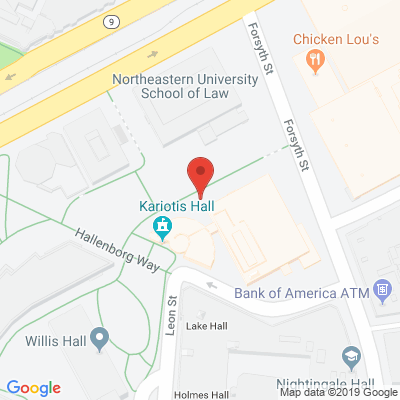 9
Chicken Lou's
Forsyth St
Northeastern University
School of Law
Forsyth St
Kariotis Hall
Hallenborg Way
Bank of America ATM
Leon St
Lake Hall
Willis Hall
Nightingale Hall
Holmes Hall
Google
Map data ©2019 Google